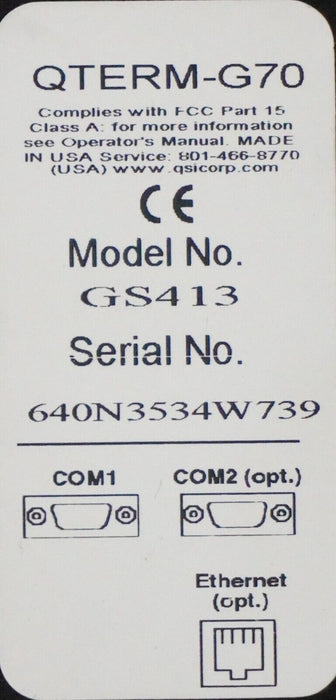 QTERM-G70
Complies with FCC Part 15
Class A: for more information
see Operator's Manual. MADE
IN USA Service: 801-466-8770
(USA) www.qsicorp.com
CE
Model No.
GS413
Serial No.
640N3534W739
COM1 COM2 (opt.)
Ethernet
(opt.)